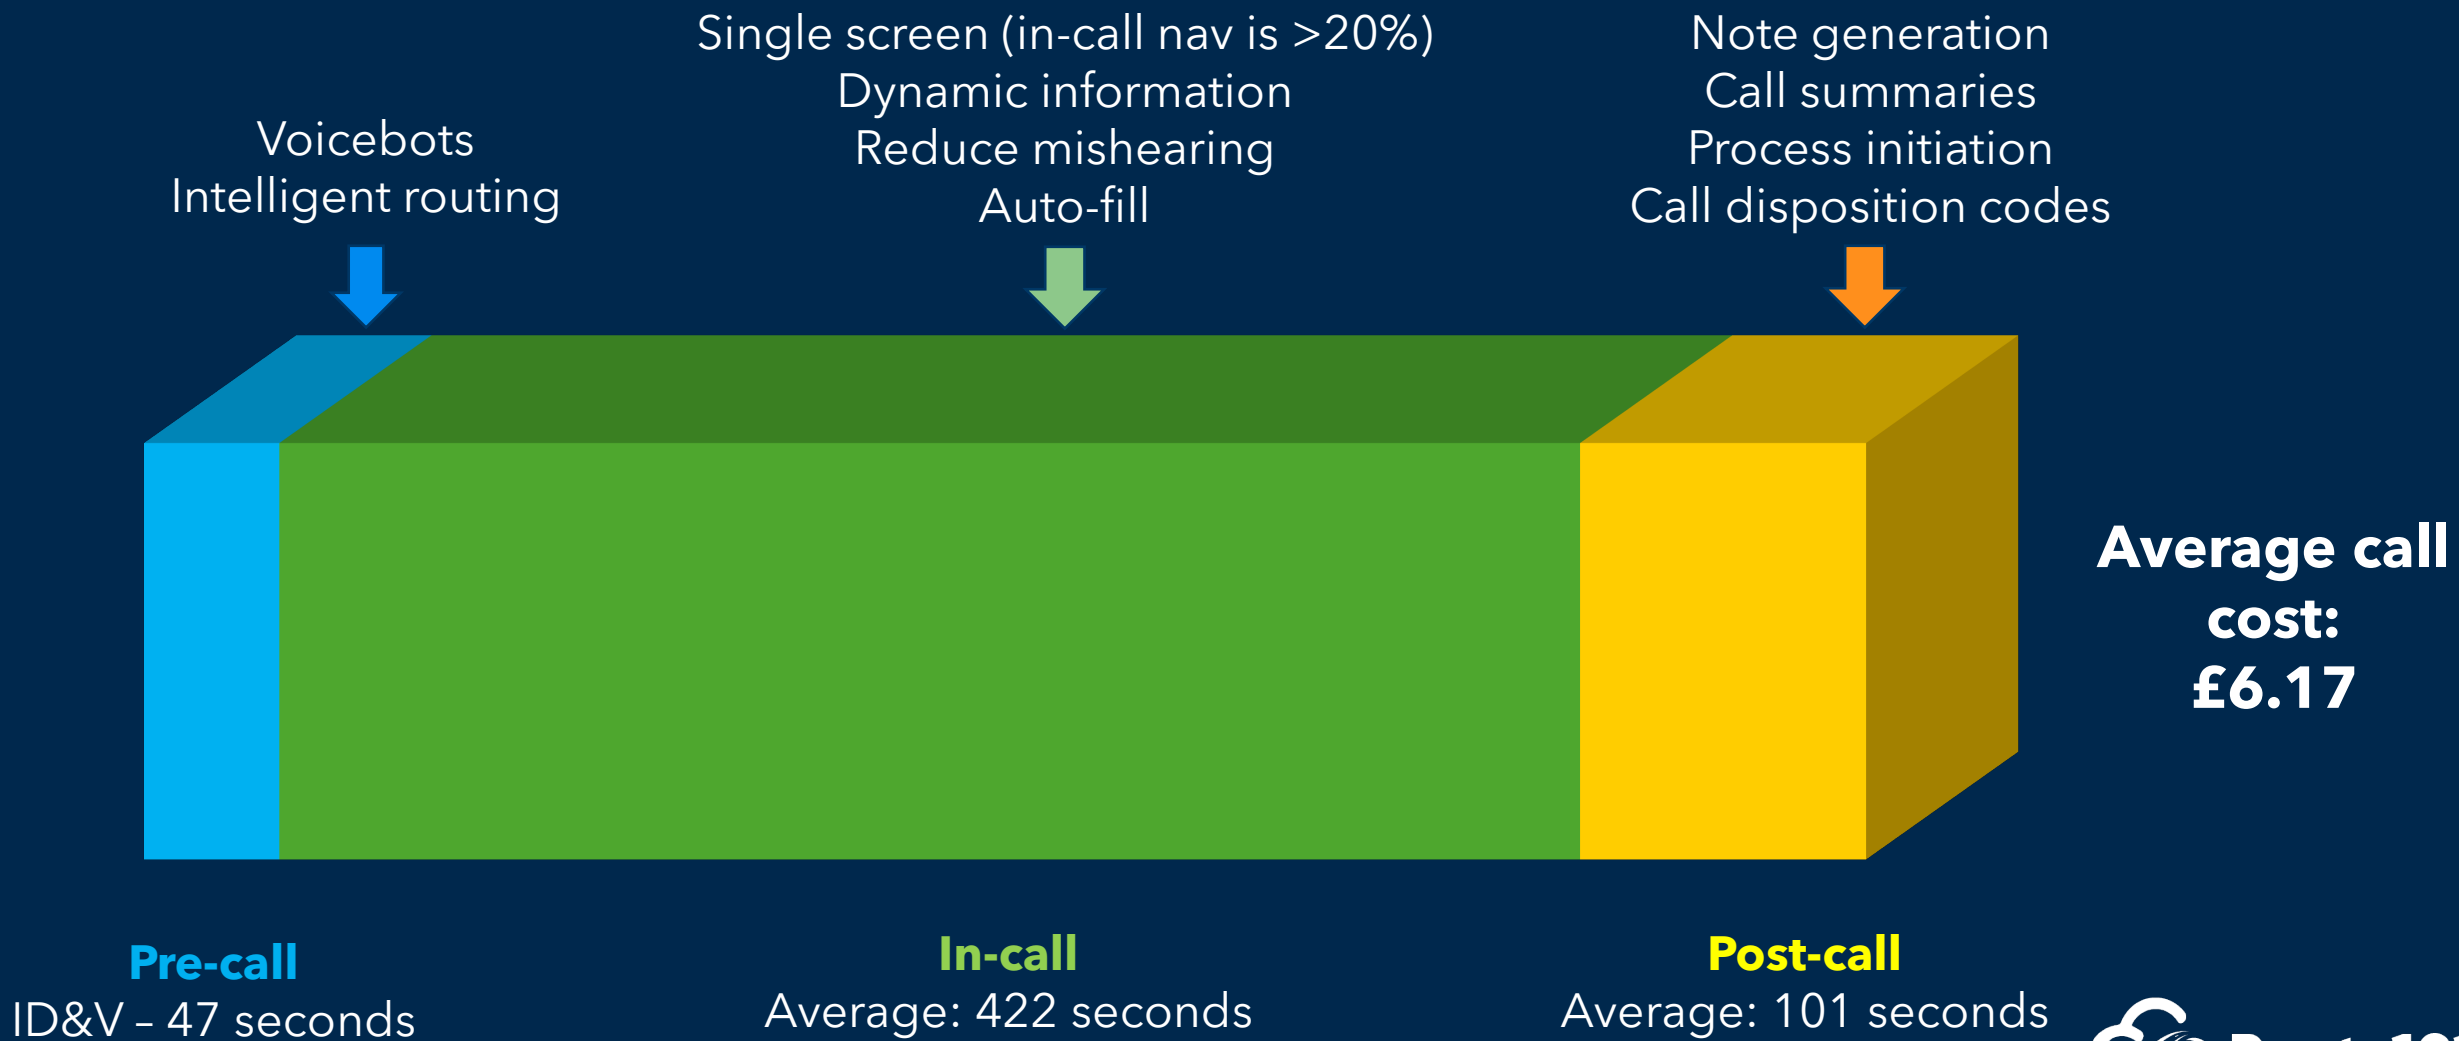 Voicebots
Intelligent routing
Single screen (in-call nav is >20%)
Dynamic information
Reduce mishearing
Auto-fill
Note generation
Call summaries
Process initiation
Call disposition codes
Average call
cost:
£6.17
Pre-call
ID&V – 47 seconds
In-call
Average: 422 seconds
Post-call
Average: 101 seconds